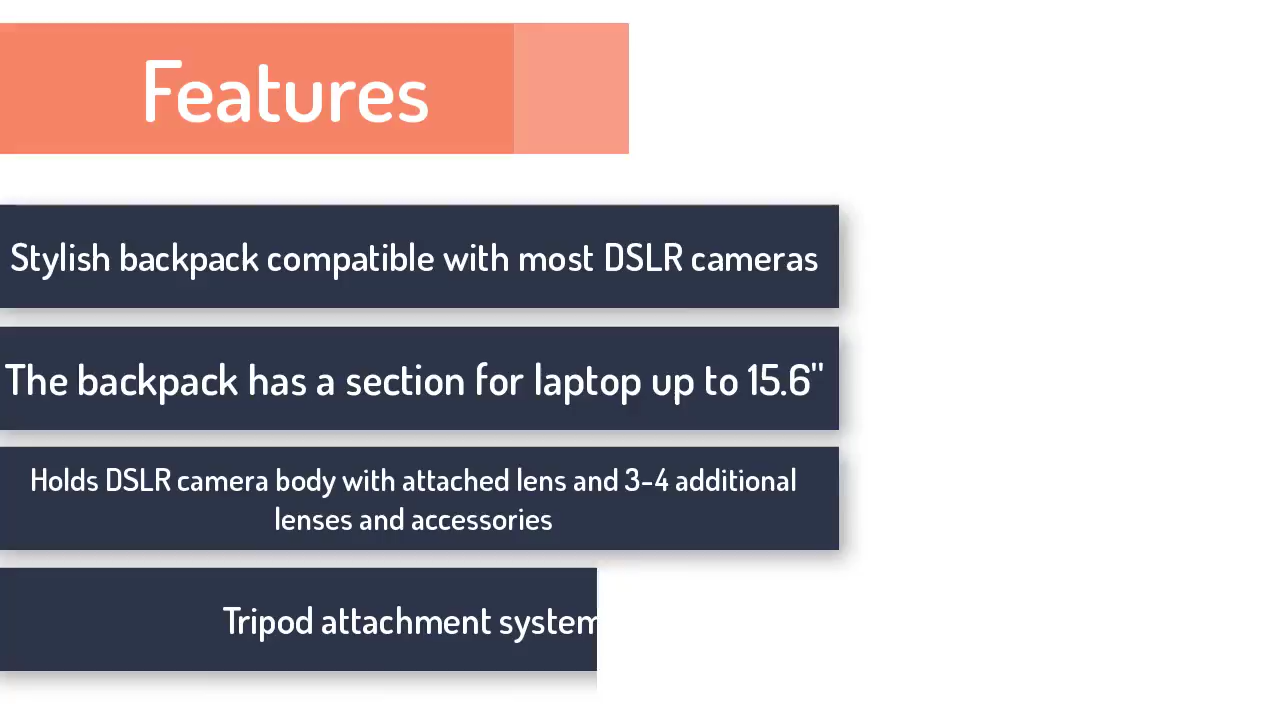 Features
Stylish backpack compatible with most DSLR cameras
The backpack has a section for laptop up to 15.6"
Holds DSLR camera body with attached lens and 3-4 additional
lenses and accessories
Tripod attachment system